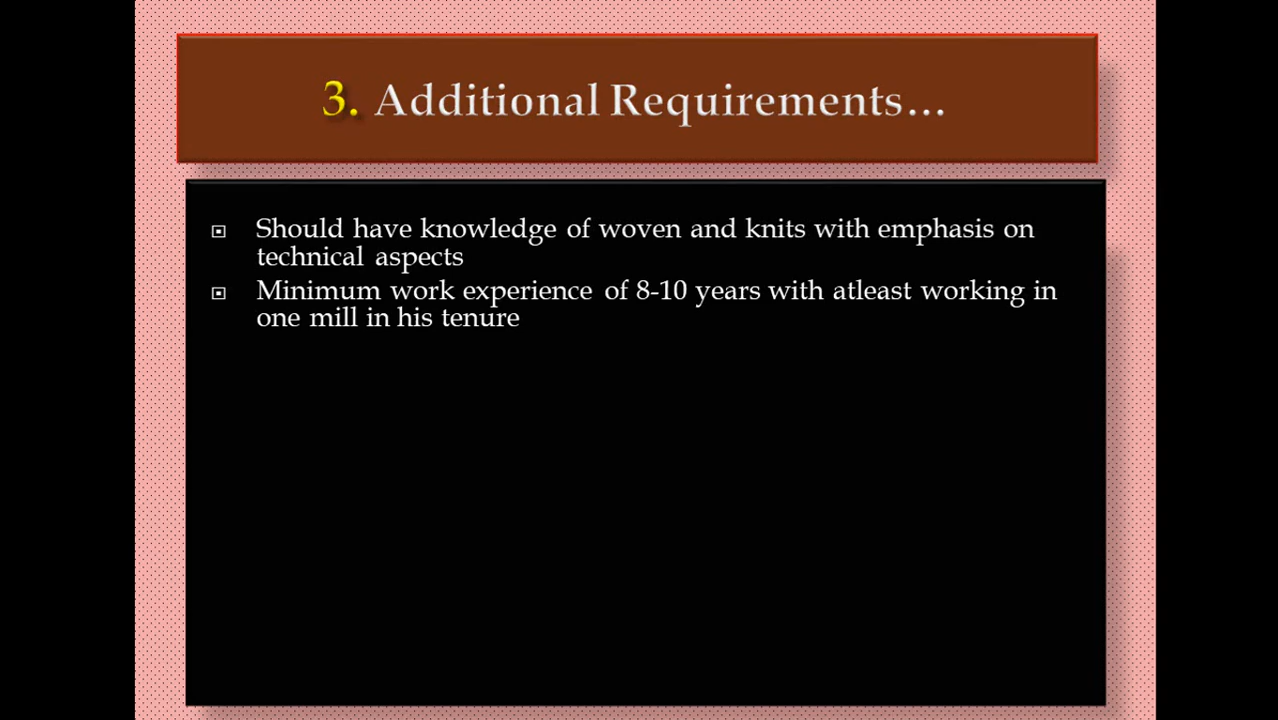 3. Additional Requirements...
Should have knowledge of woven and knits with emphasis on
technical aspects
Minimum work experience of 8-10 years with atleast working in
one mill in his tenure